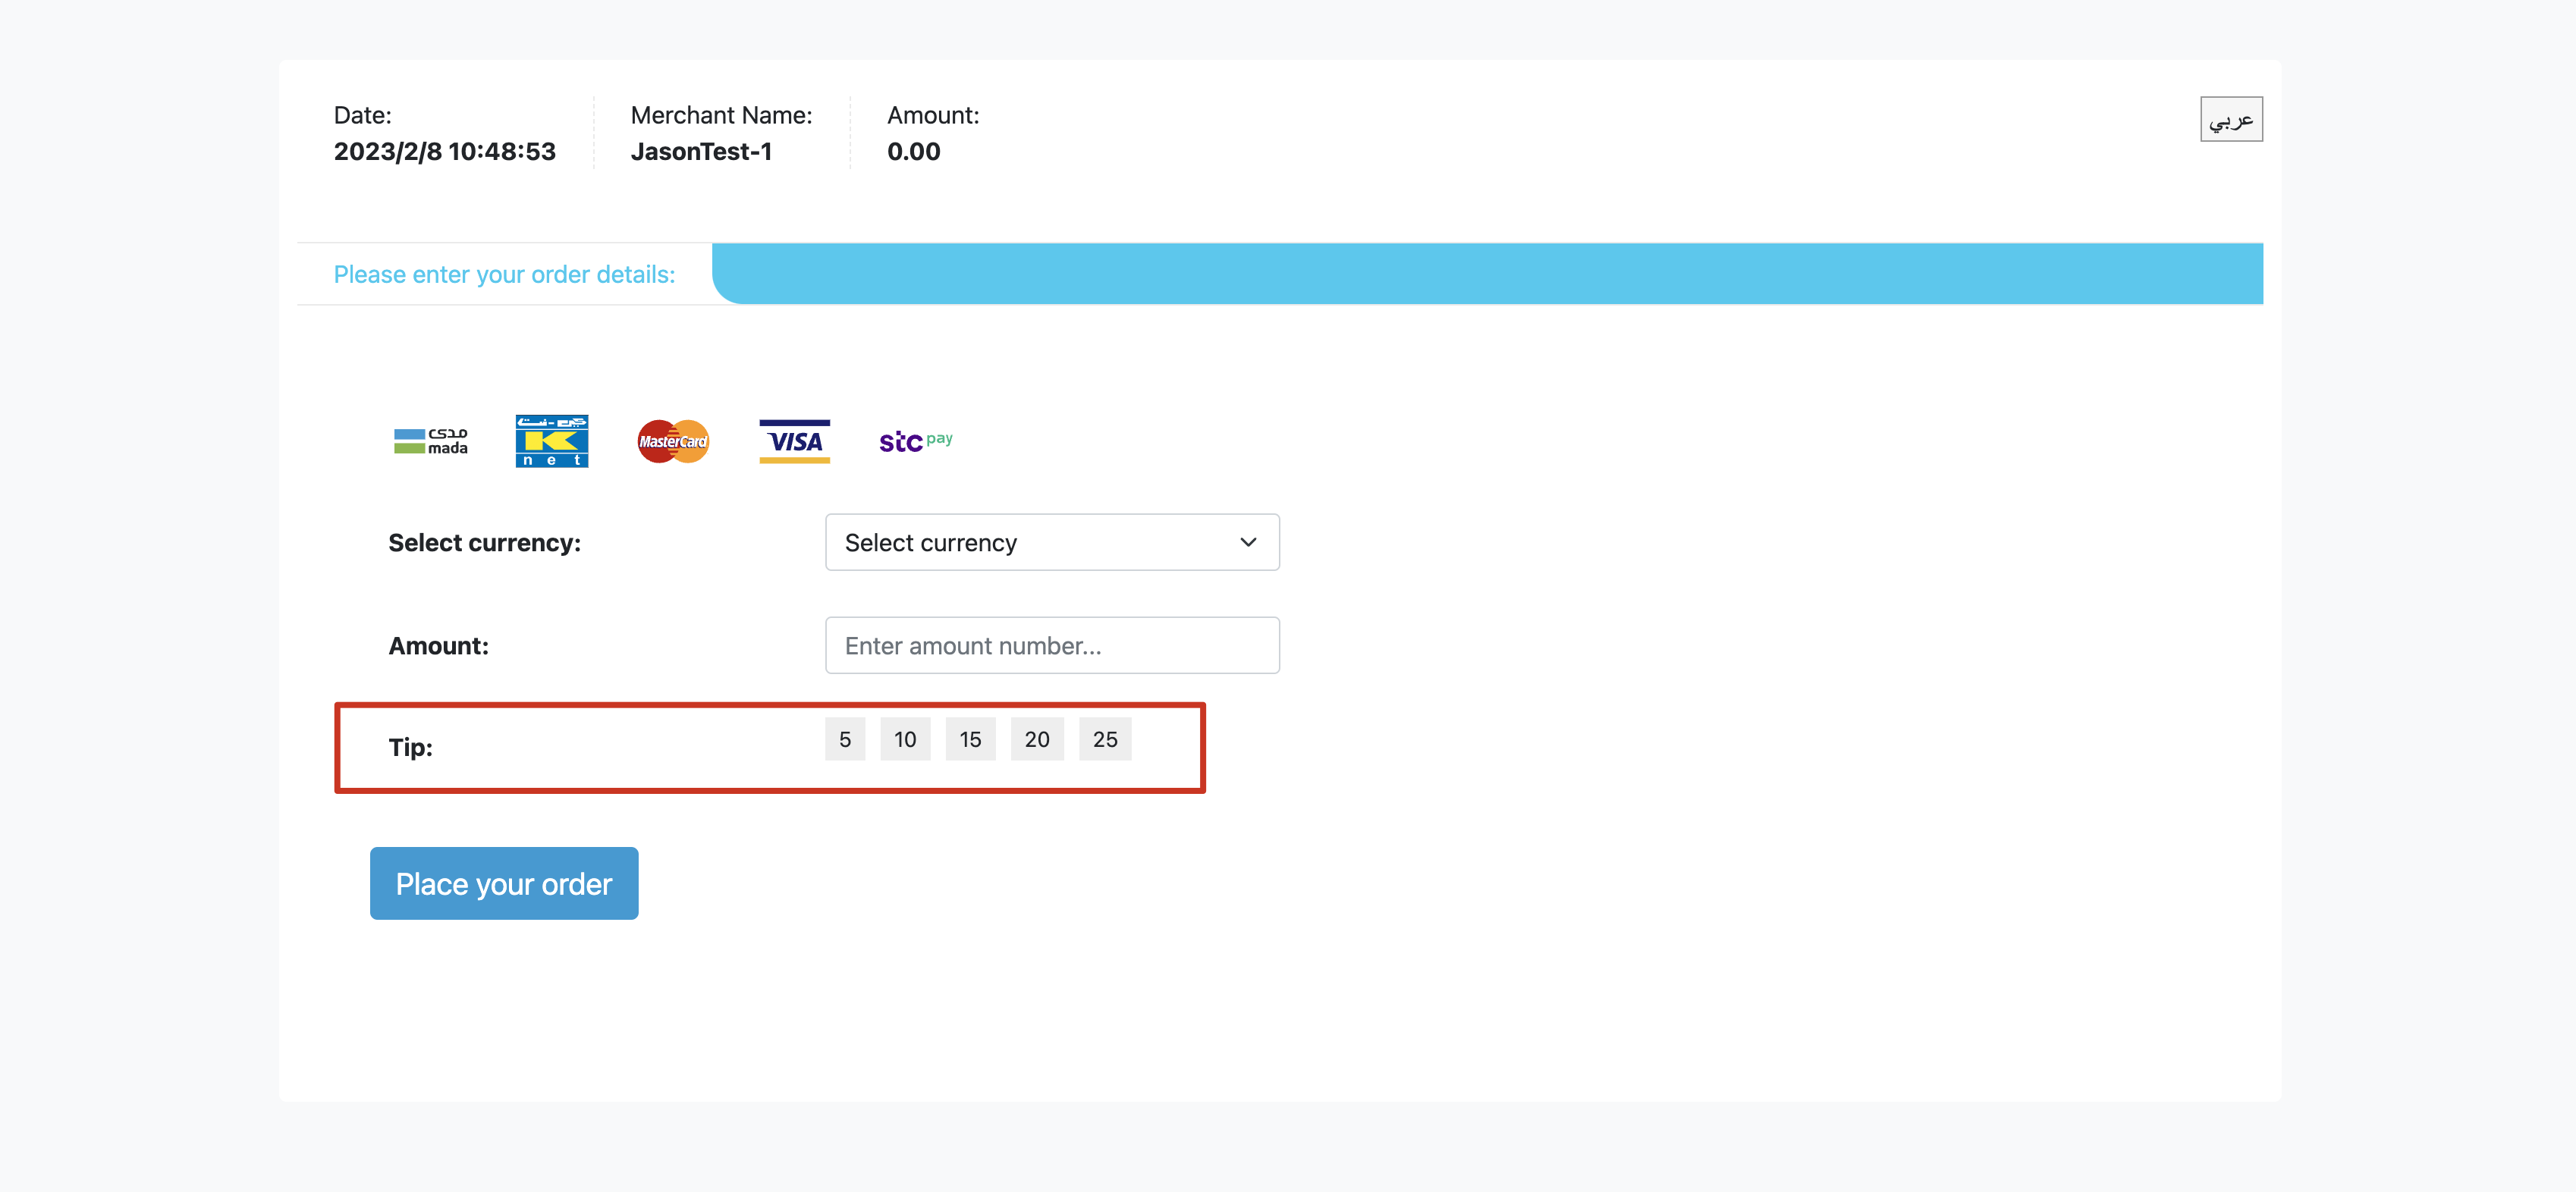 Date:
2023/2/8 10:48:53
Merchant Name:
JasonTest-1
Amount:
0.00
عربي
Please enter your order details:
مدى
mada
كي-نت
K
net
MasterCard
VISA
stc pay
Select currency:
Select currency
Amount:
Enter amount number...
Tip:
5 10 15 20 25
Place your order